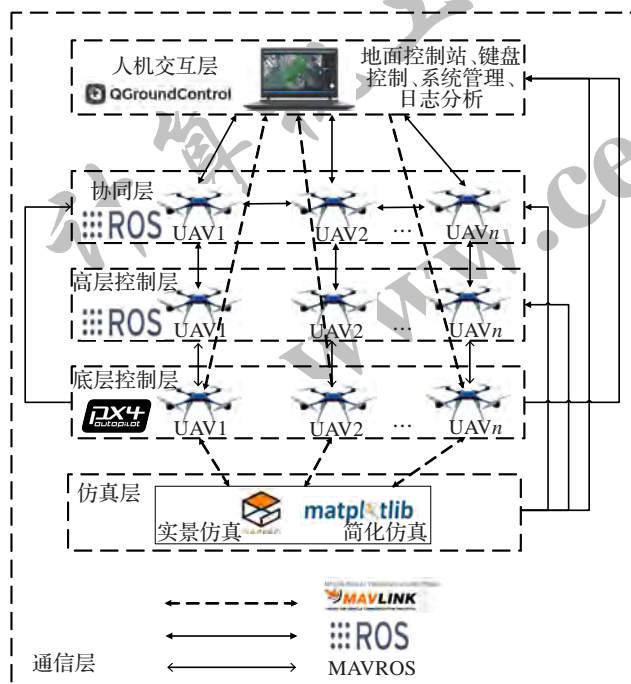 人机交互层
QGroundControl
地面控制站、键盘
控制、系统管理、
日志分析
协同层
ROS
UAV1
UAV2
...
UAVn
高层控制层
ROS
UAV1
UAV2
...
UAVn
底层控制层
px4
autopilot
UAV1
UAV2
...
UAVn
仿真层
matplotlib
实景仿真
简化仿真
MAVLINK
ROS
MAVROS
通信层
www.ce